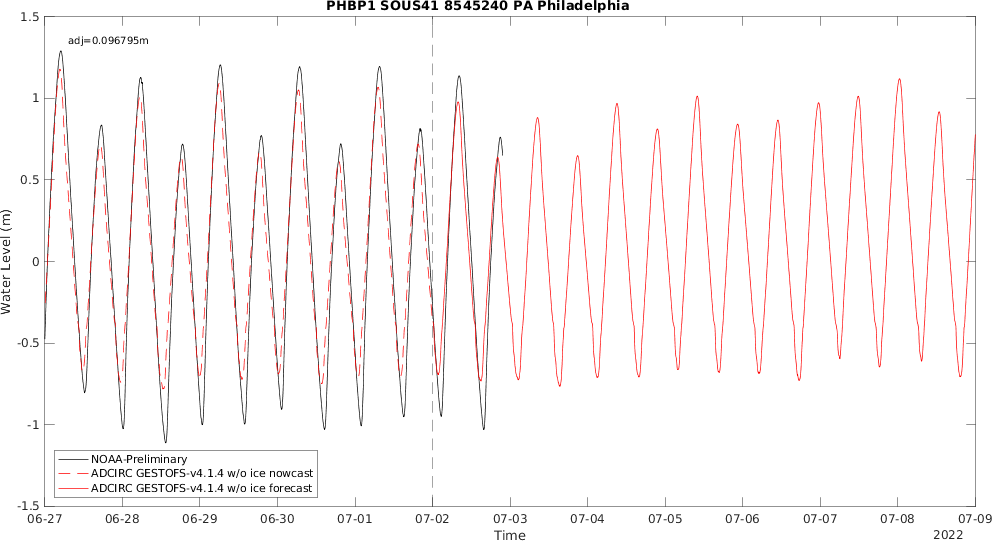 PHBP1 SOUS41 8545240 PA Philadelphia
adj=0.096795m
1.5
1
0.5
0
-0.5
-1
-1.5
Water Level (m)
NOAA-Preliminary
ADCIRC GESTOFS-v4.1.4 w/o ice nowcast
ADCIRC GESTOFS-v4.1.4 w/o ice forecast
06-27 06-28 06-29 06-30 07-01 07-02 07-03 07-04 07-05 07-06 07-07 07-08 07-09
Time
2022